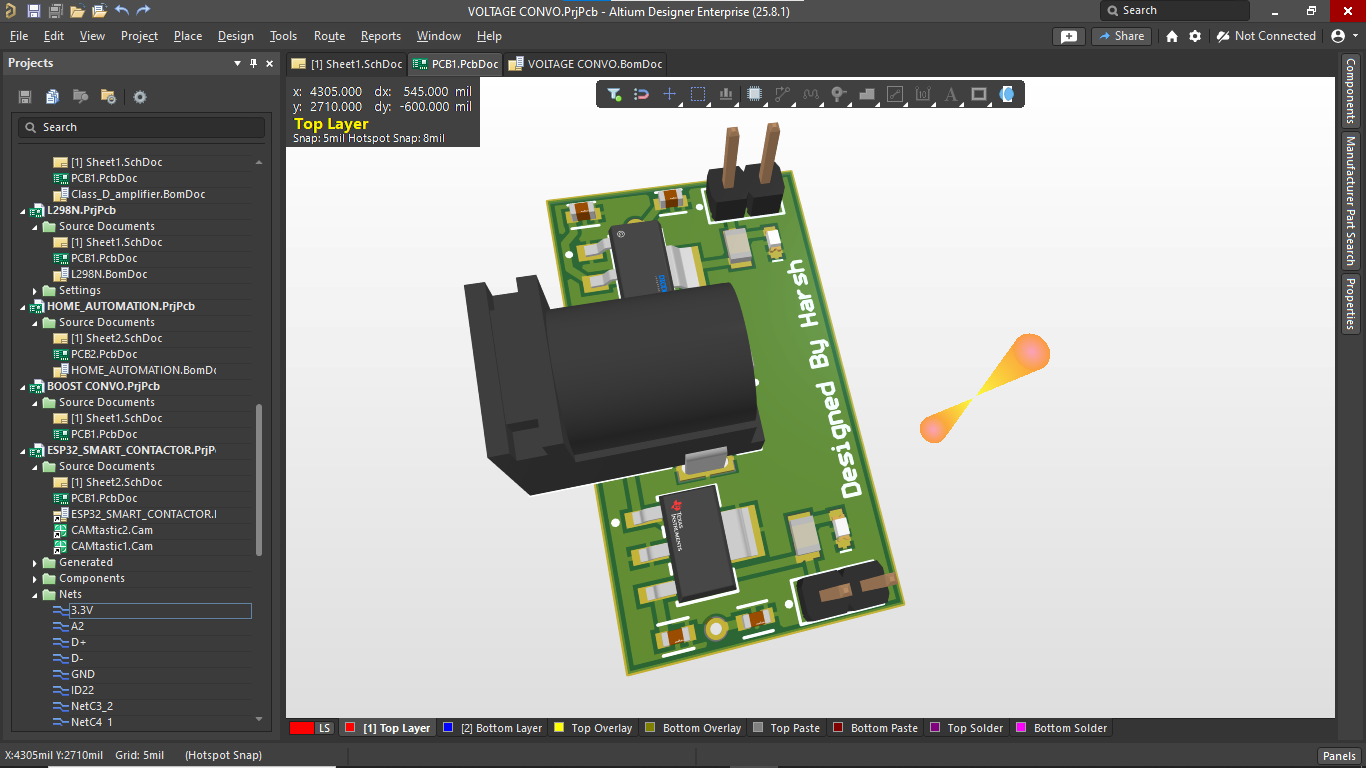 VOLTAGE CONVO.PrjPcb - Altium Designer Enterprise (25.8.1)
Search
File Edit View Project Place Design Tools Route Reports Window Help
Share
Not Connected
Projects
[1] Sheet1.SchDoc
PCB1.PcbDoc
VOLTAGE CONVO.BomDoc
Search
[1] Sheet1.SchDoc
PCB1.PcbDoc
Class_D_amplifier.BomDoc
L298N.PrjPcb
Source Documents
[1] Sheet1.SchDoc
PCB1.PcbDoc
L298N.BomDoc
Settings
HOME_AUTOMATION.PrjPcb
Source Documents
[1] Sheet2.SchDoc
PCB2.PcbDoc
HOME_AUTOMATION.BomDc
BOOST CONVO.PrjPcb
Source Documents
[1] Sheet1.SchDoc
PCB1.PcbDoc
ESP32_SMART_CONTACTOR.PrjP
Source Documents
[1] Sheet2.SchDoc
PCB1.PcbDoc
ESP32_SMART_CONTACTOR.
CAMtastic2.Cam
CAMtastic1.Cam
Generated
Components
Nets
3.3V
A2
D+
D-
GND
ID22
NetC3_2
NetC4_1
x: 4305.000 dx: 545.000 mil
y: 2710.000 dy: -600.000 mil
Top Layer
Snap: 5mil Hotspot Snap: 8mil
Designed By Harsh
TEXAS
INSTRUMENTS
Components
Manufacturer Part Search
Properties
LS
[1] Top Layer
[2] Bottom Layer
Top Overlay
Bottom Overlay
Top Paste
Bottom Paste
Top Solder
Bottom Solder
X:4305mil Y:2710mil Grid: 5mil (Hotspot Snap)
Panels